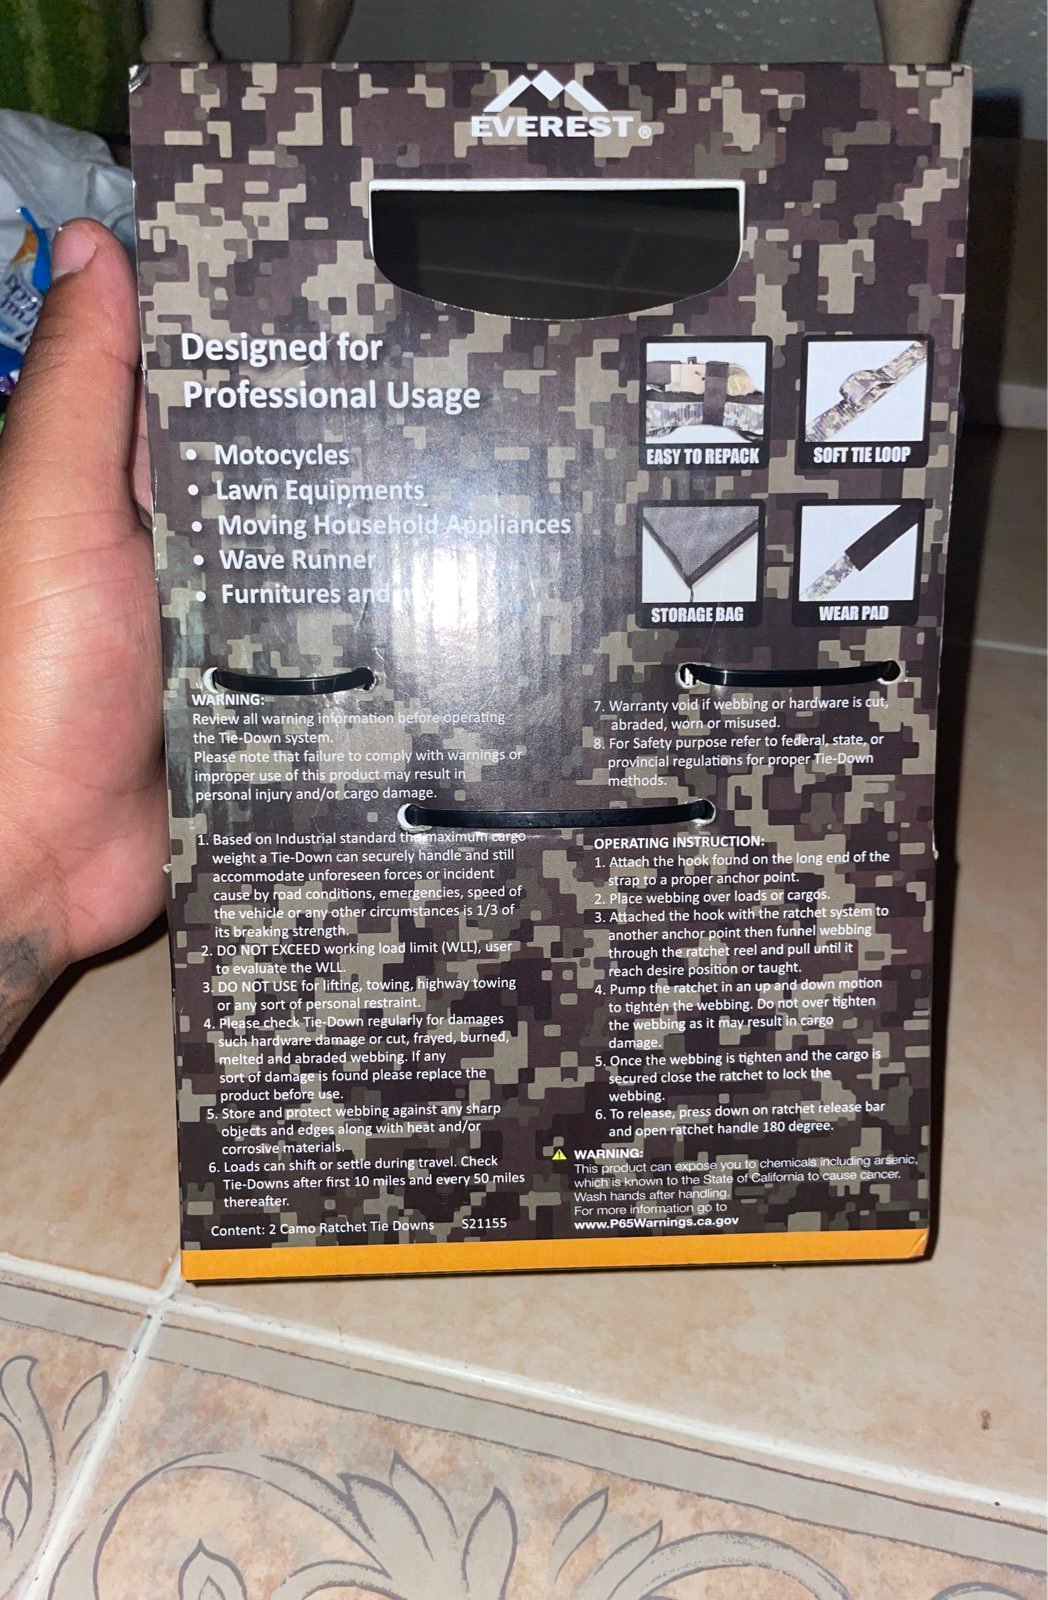 EVEREST®
Designed for
Professional Usage
• Motocycles
• Lawn Equipments
• Moving Household Appliances
• Wave Runner
• Furnitures and
EASY TO REPACK
SOFT TIE LOOP
STORAGE BAG
WEAR PAD
WARNING:
Review all warning information before operating
the Tie-Down system.
Please note that failure to comply with warnings or
improper use of this product may result in
personal injury and/or cargo damage.
1. Based on Industrial standard the maximum cargo
weight a Tie-Down can securely handle and still
accommodate unforeseen forces or incident
cause by road conditions, emergencies, speed of
the vehicle or any other circumstances is 1/3 of
its breaking strength.
2. DO NOT EXCEED working load limit (WLL), user
to evaluate the WLL.
3. DO NOT USE for lifting, towing, highway towing
or any sort of personal restraint.
4. Please check Tie-Down regularly for damages
such hardware damage or cut, frayed, burned,
melted and abraded webbing. If any
sort of damage is found please replace the
product before use.
5. Store and protect webbing against any sharp
objects and edges along with heat and/or
corrosive materials.
6. Loads can shift or settle during travel. Check
Tie-Downs after first 10 miles and every 50 miles
thereafter.
Content: 2 Camo Ratchet Tie Downs S21155
7. Warranty void if webbing or hardware is cut,
abraded, worn or misused.
8. For Safety purpose refer to federal, state, or
provincial regulations for proper Tie-Down
methods.
OPERATING INSTRUCTION:
1. Attach the hook found on the long end of the
strap to a proper anchor point.
2. Place webbing over loads or cargos.
3. Attached the hook with the ratchet system to
another anchor point then funnel webbing
through the ratchet reel and pull until it
reach desire position or taught.
4. Pump the ratchet in an up and down motion
to tighten the webbing. Do not over tighten
the webbing as it may result in cargo
damage.
5. Once the webbing is tighten and the cargo is
secured close the ratchet to lock the
webbing.
6. To release, press down on ratchet release bar
and open ratchet handle 180 degree.
WARNING:
This product can expose you to chemicals including arsenic,
which is known to the State of California to cause cancer.
Wash hands after handling.
For more information go to
www.P65Warnings.ca.gov